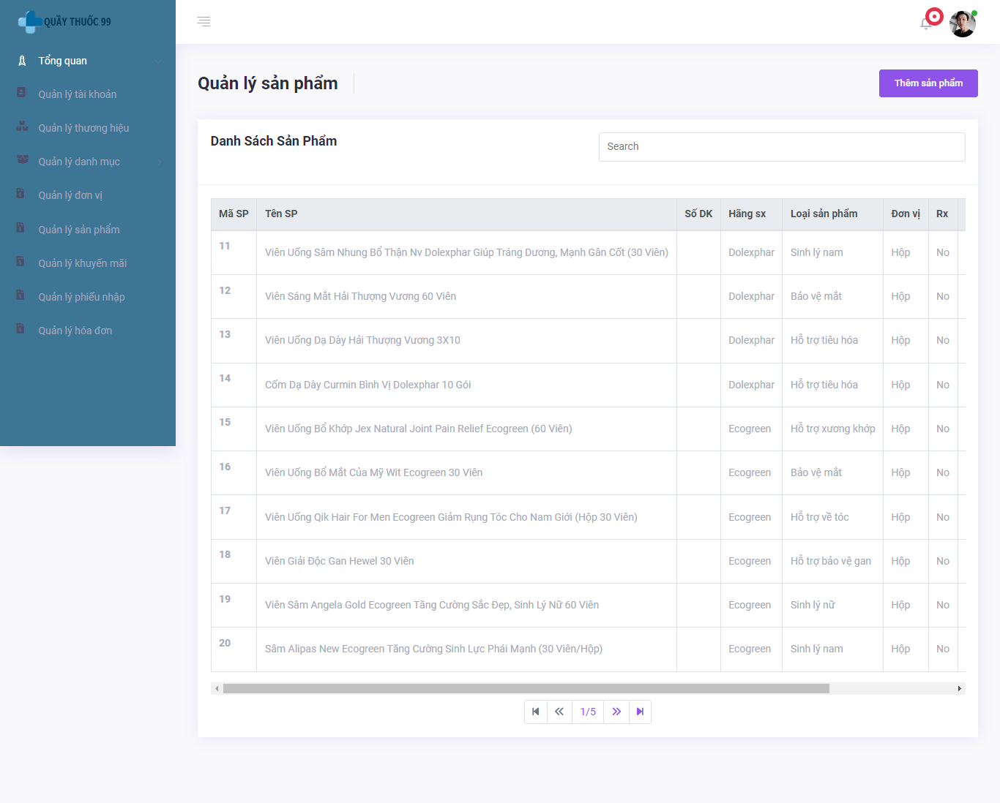 QUẦY THUỐC 99
Tổng quan
Quản lý tài khoản
Quản lý thương hiệu
Quản lý danh mục
Quản lý đơn vị
Quản lý sản phẩm
Quản lý khuyến mãi
Quản lý phiếu nhập
Quản lý hóa đơn
Quản lý sản phẩm
Thêm sản phẩm
Danh Sách Sản Phẩm
Search
Mã SP Tên SP Số DK Hãng sx Loại sản phẩm Đơn vị Rx
11 Viên Uống Sâm Nhung Bổ Thận Nv Dolexphar Giúp Tráng Dương, Mạnh Gân Cốt (30 Viên) Dolexphar Sinh lý nam Hộp No
12 Viên Sáng Mắt Hải Thượng Vương 60 Viên Dolexphar Bảo vệ mắt Hộp No
13 Viên Uống Dạ Dày Hải Thượng Vương 3X10 Dolexphar Hỗ trợ tiêu hóa Hộp No
14 Cốm Dạ Dày Curmin Bình Vị Dolexphar 10 Gói Dolexphar Hỗ trợ tiêu hóa Hộp No
15 Viên Uống Bổ Khớp Jex Natural Joint Pain Relief Ecogreen (60 Viên) Ecogreen Hỗ trợ xương khớp Hộp No
16 Viên Uống Bổ Mắt Của Mỹ Wit Ecogreen 30 Viên Ecogreen Bảo vệ mắt Hộp No
17 Viên Uống Qik Hair For Men Ecogreen Giảm Rụng Tóc Cho Nam Giới (Hộp 30 Viên) Ecogreen Hỗ trợ về tóc Hộp No
18 Viên Giải Độc Gan Hewel 30 Viên Ecogreen Hỗ trợ bảo vệ gan Hộp No
19 Viên Sâm Angela Gold Ecogreen Tăng Cường Sắc Đẹp, Sinh Lý Nữ 60 Viên Ecogreen Sinh lý nữ Hộp No
20 Sâm Alipas New Ecogreen Tăng Cường Sinh Lực Phái Mạnh (30 Viên/Hộp) Ecogreen Sinh lý nam Hộp No
1/5